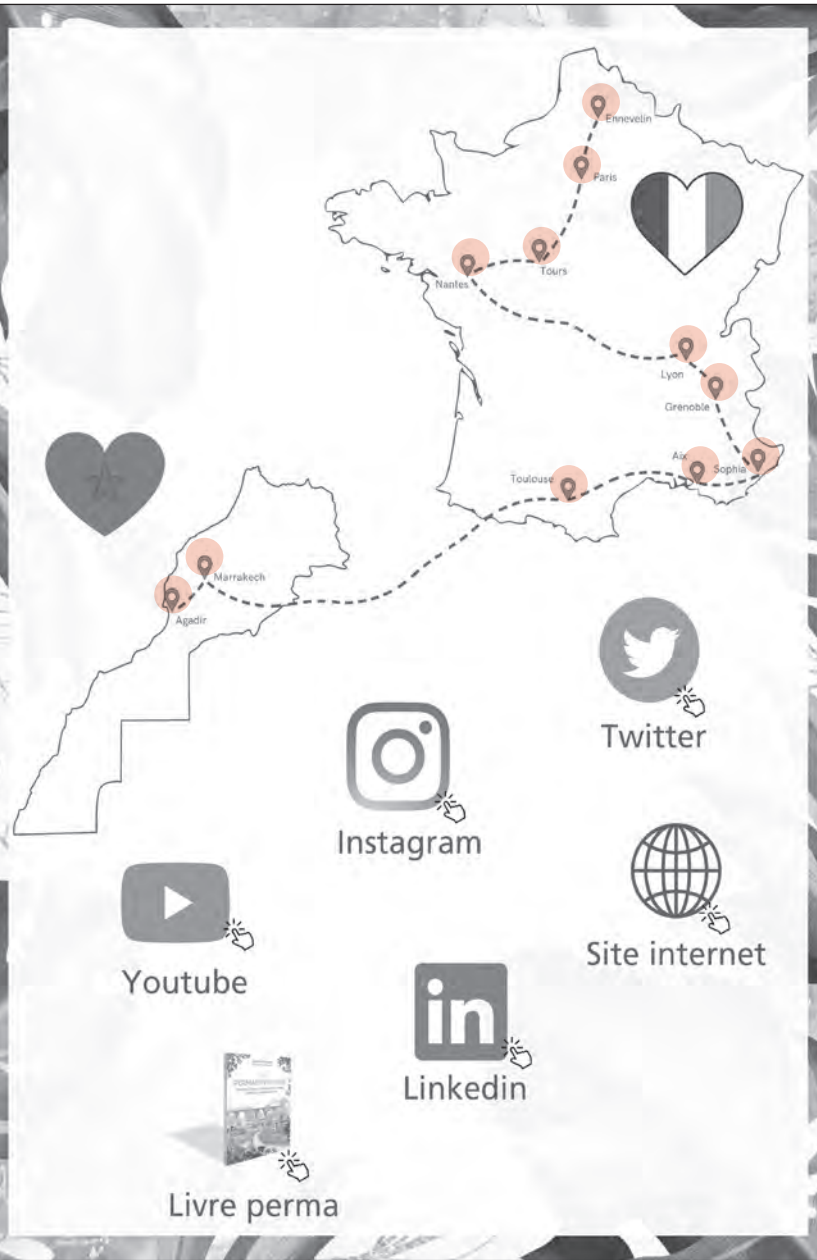 Ennevelin
Paris
Tours
Nantes
Lyon
Grenoble
Aix
Sophia
Toulouse
Marrakech
Agadir
Twitter
Instagram
Site internet
Youtube
in
Linkedin
Livre perma